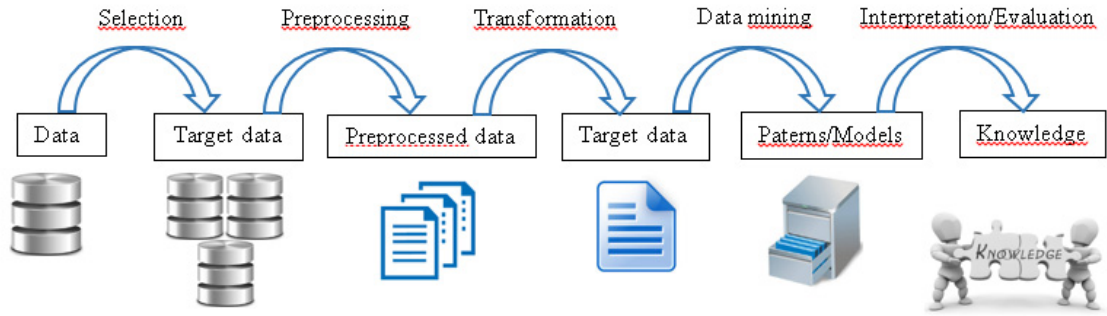 Selection
Preprocessing
Transformation
Data mining
Interpretation/Evaluation
Data
Target data
Preprocessed data
Target data
Paterns/Models
Knowledge
KNOWLEDGE